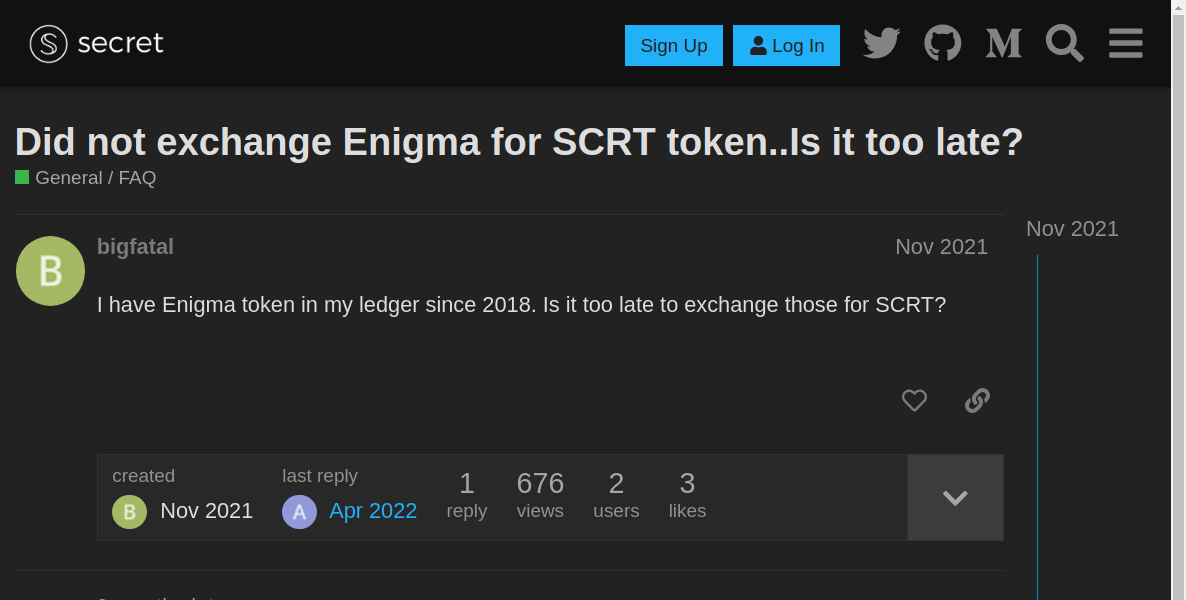 secret
Sign Up
Log In
Did not exchange Enigma for SCRT token..Is it too late?
General / FAQ
bigfatal
Nov 2021
Nov 2021
B
I have Enigma token in my ledger since 2018. Is it too late to exchange those for SCRT?
created
last reply
1
676
2
3
B
Nov 2021
A
Apr 2022
reply
views
users
likes